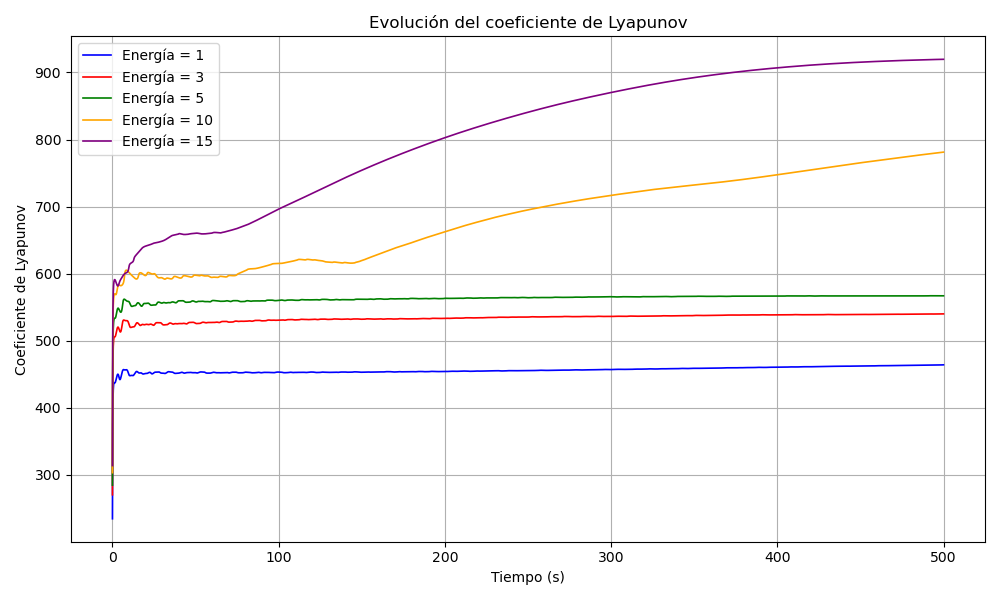 Evolución del coeficiente de Lyapunov
Energía = 1
Energía = 3
Energía = 5
Energía = 10
Energía = 15
Coeficiente de Lyapunov
900
800
700
600
500
400
300
0 100 200 300 400 500
Tiempo (s)